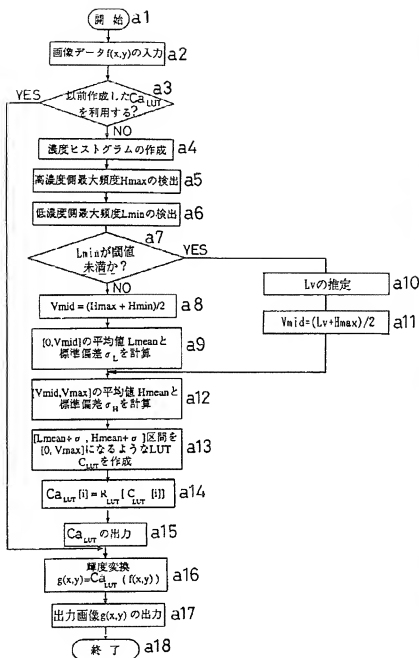 開始 a1
a2
画像データf(x,y)の入力
a3
YES
以前作成したCa LUT
を利用する?
NO
濃度ヒストグラムの作成 a4
高濃度側最大頻度Hmaxの検出 a5
低濃度側最大頻度Lminの検出 a6
a7
Lminが閾値
未満か?
YES
NO
Lvの推定 a10
Vmid = (Hmax + Hmin)/2 a8
Vmid=(Lv+Hmax)/2 a11
[0,Vmid]の平均値 Lmeanと
標準偏差σLを計算 a9
[Vmid,Vmax]の平均値 Hmeanと
標準偏差σHを計算 a12
[Lmean+σ, Hmean+σ]区間を
[0, Vmax]になるようなLUT
C LUTを作成 a13
Ca LUT[i] = R LUT[C LUT[i]] a14
Ca LUTの出力 a15
輝度変換
g(x,y)=Ca LUT(f(x,y)) a16
出力画像g(x,y)の出力 a17
終了 a18